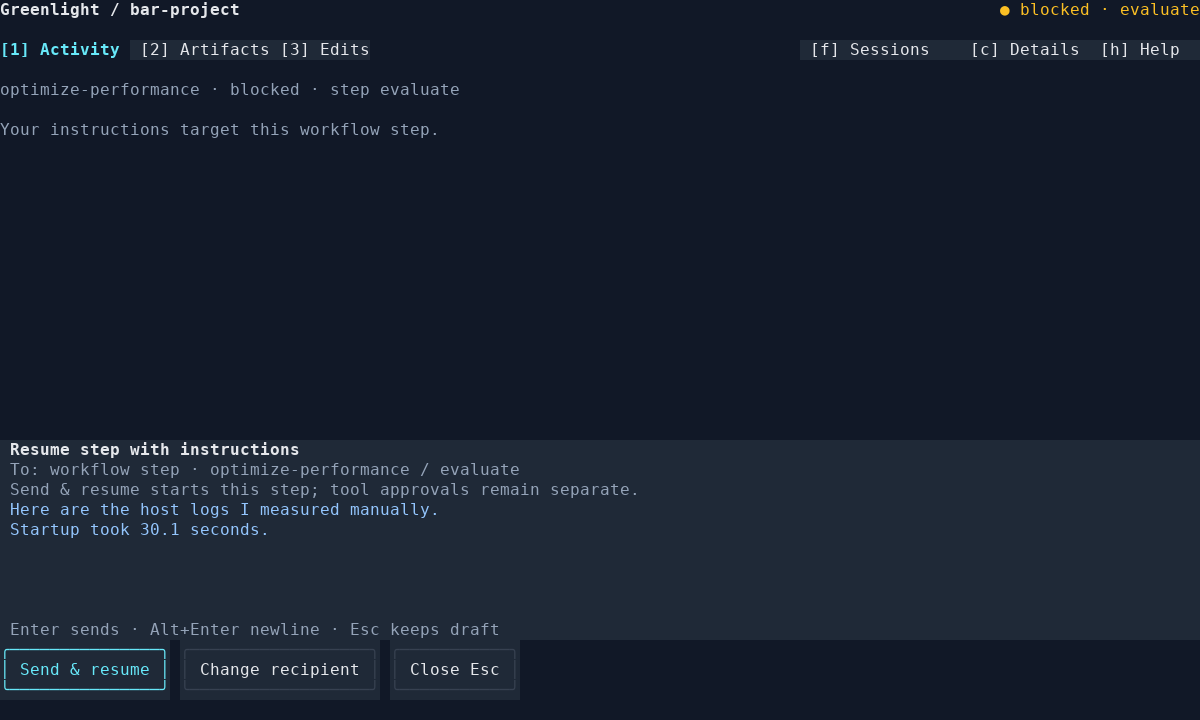 Greenlight / bar-project ● blocked · evaluate
[1] Activity [2] Artifacts [3] Edits [f] Sessions [c] Details [h] Help
optimize-performance · blocked · step evaluate
Your instructions target this workflow step.
Resume step with instructions
To: workflow step · optimize-performance / evaluate
Send & resume starts this step; tool approvals remain separate.
Here are the host logs I measured manually.
Startup took 30.1 seconds.
Enter sends · Alt+Enter newline · Esc keeps draft
Send & resume Change recipient Close Esc